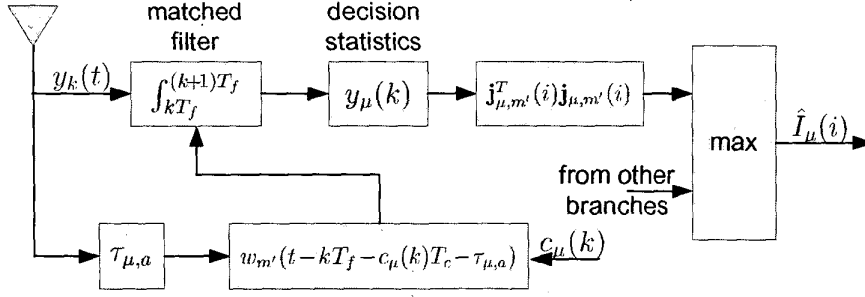 matched
filter
decision
statistics
y_k(t)
∫_{kT_f}^{(k+1)T_f}
y_μ(k)
j^T_{μ,m'}(i)j_{μ,m'}(i)
max
Î_μ(i)
from other
branches
τ_{μ,a}
w_{m'}(t−kT_f−c_μ(k)T_c−τ_{μ,a})
c_μ(k)